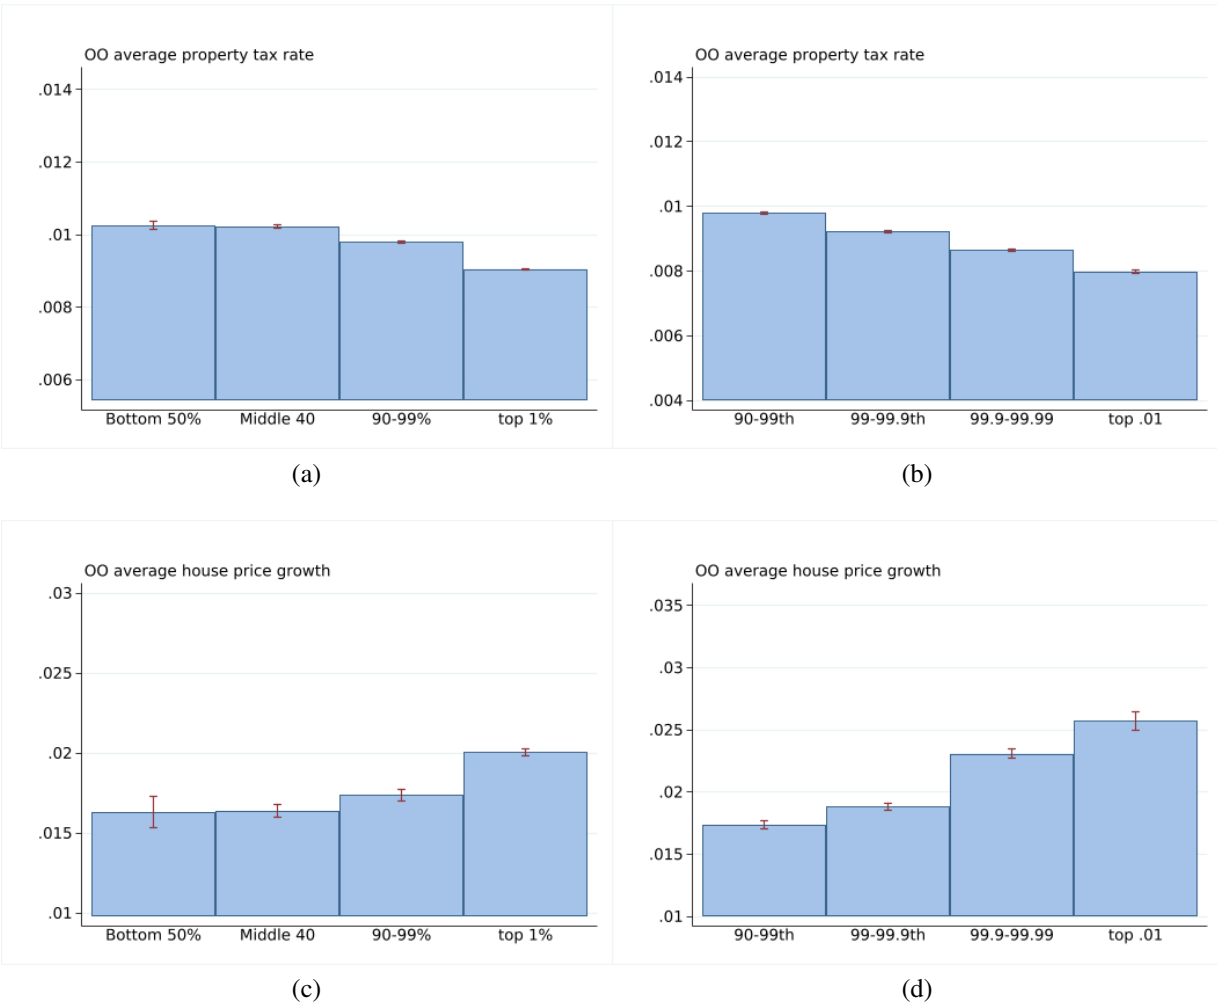 OO average property tax rate
.014
.012
.01
.008
.006
Bottom 50% Middle 40 90-99% top 1%
(a)
OO average property tax rate
.014
.012
.01
.008
.006
.004
90-99th 99-99.9th 99.9-99.99 top .01
(b)
OO average house price growth
.03
.025
.02
.015
.01
Bottom 50% Middle 40 90-99% top 1%
(c)
OO average house price growth
.035
.03
.025
.02
.015
.01
90-99th 99-99.9th 99.9-99.99 top .01
(d)